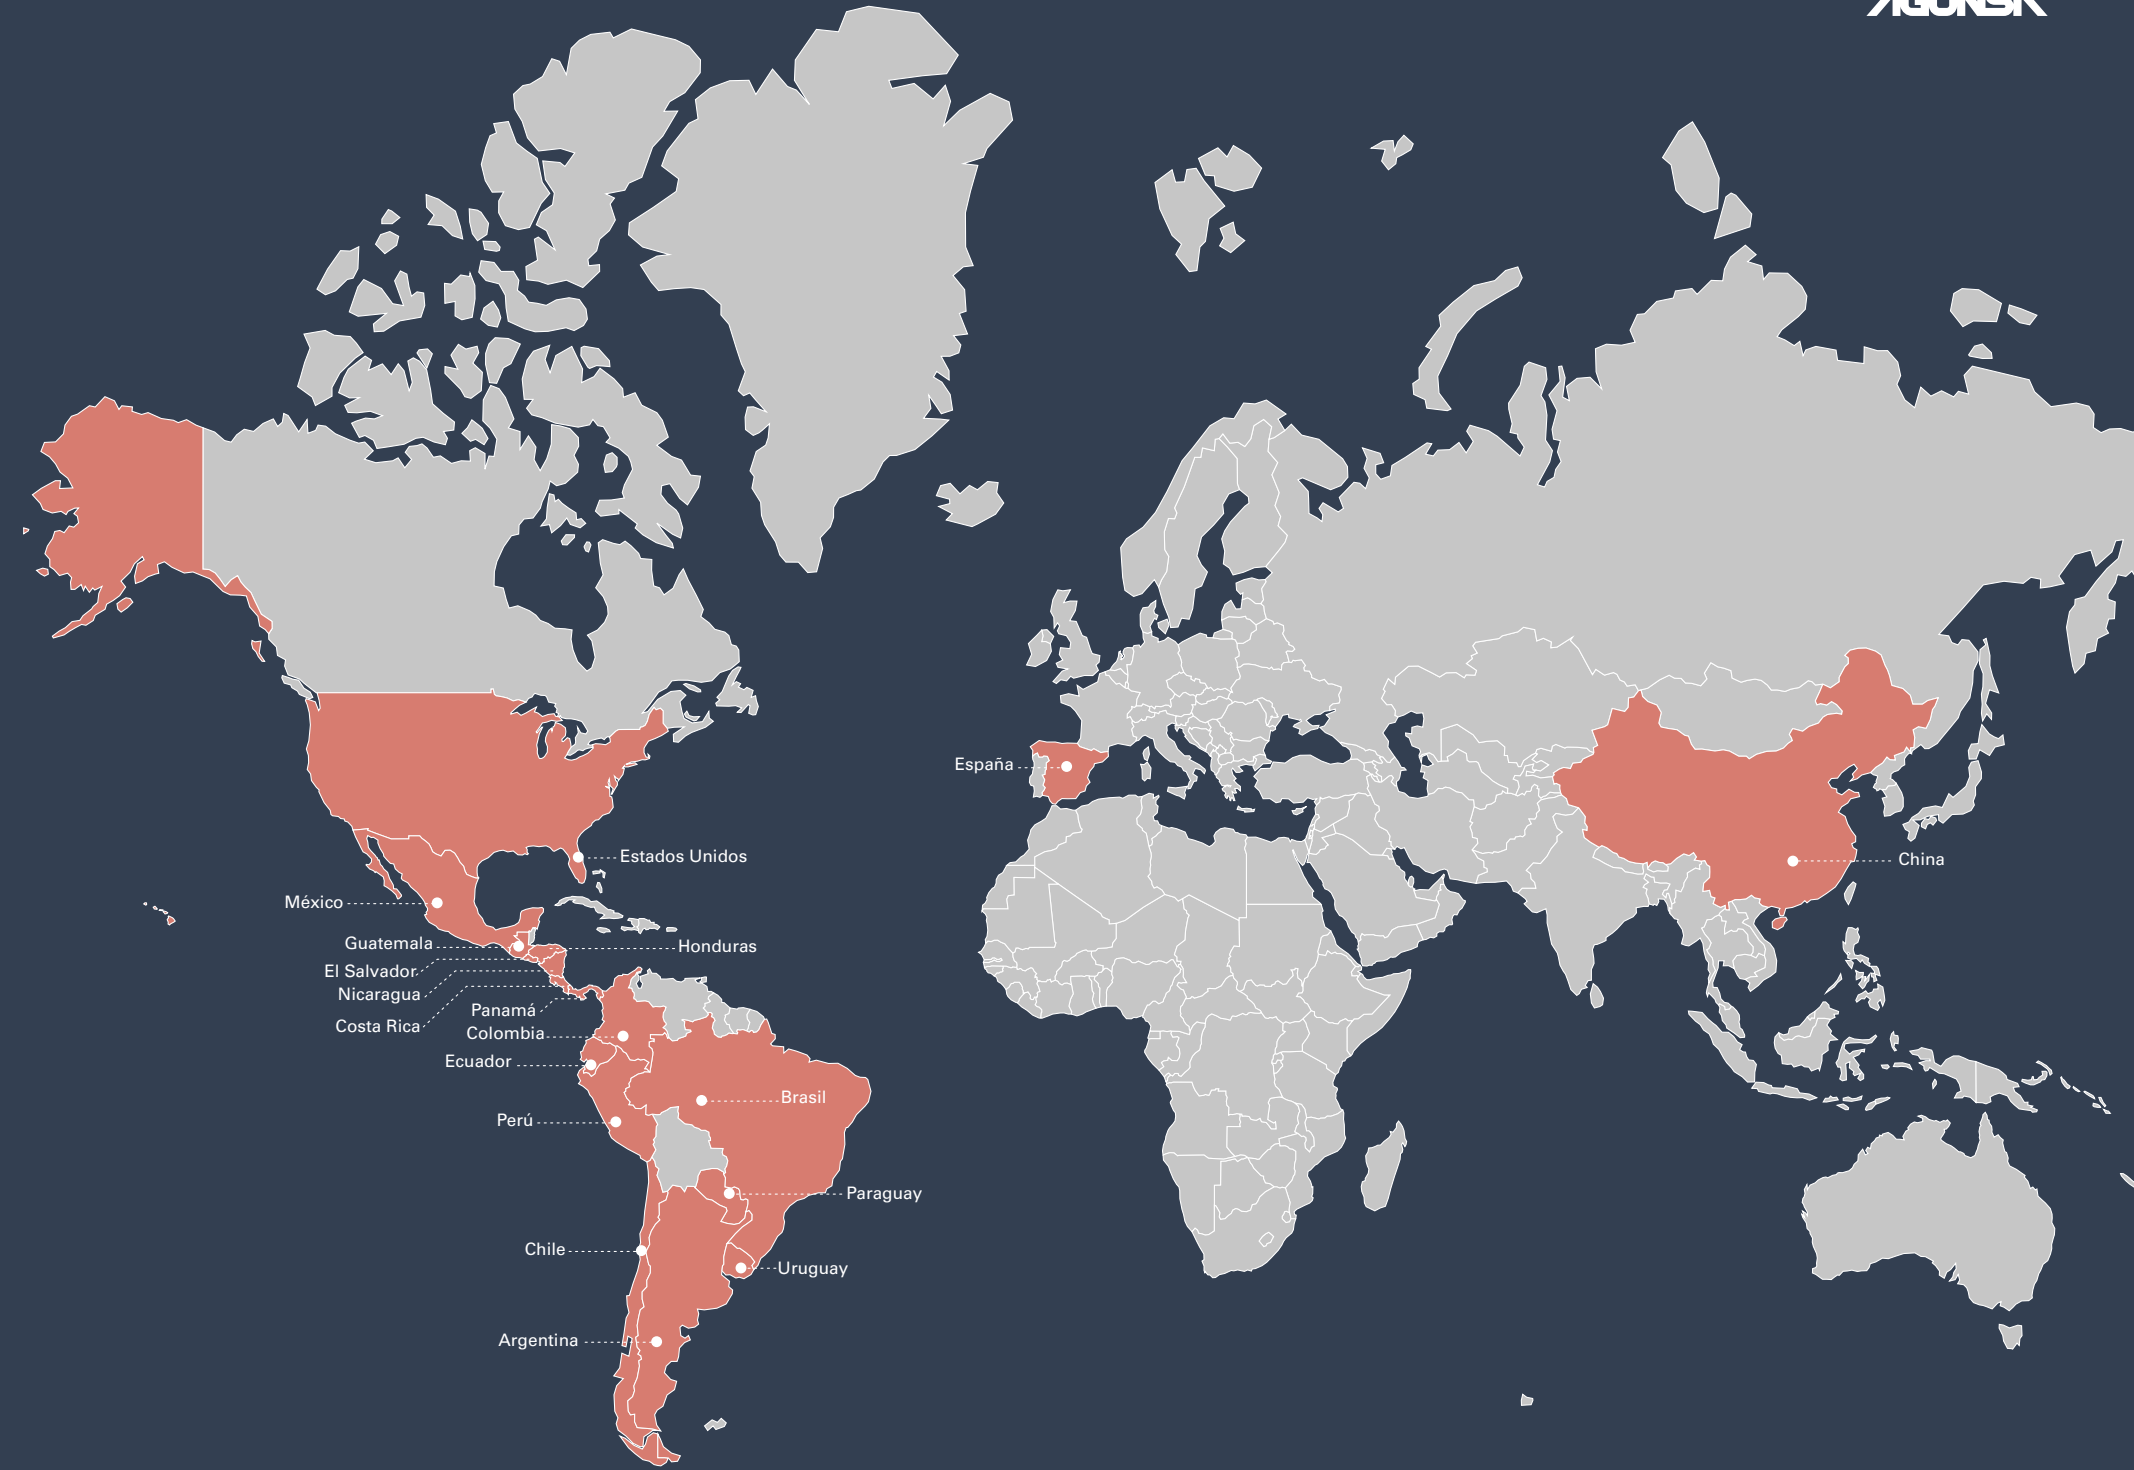 España
Estados Unidos
China
México
Guatemala
Honduras
El Salvador
Nicaragua
Panamá
Costa Rica
Colombia
Ecuador
Brasil
Perú
Paraguay
Chile
Uruguay
Argentina